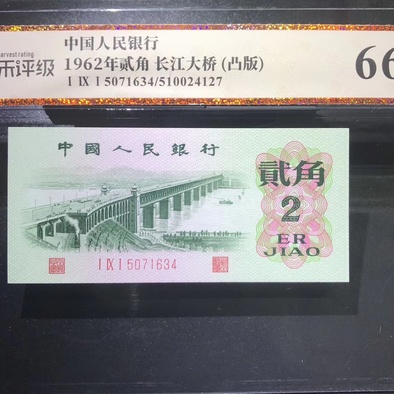 harvest rating
币评级
中国人民银行
1962年贰角 长江大桥 (凸版)
I IX I 5071634/510024127
66
中國人民銀行
貳角
2
ER
JIAO
I IX I 5071634